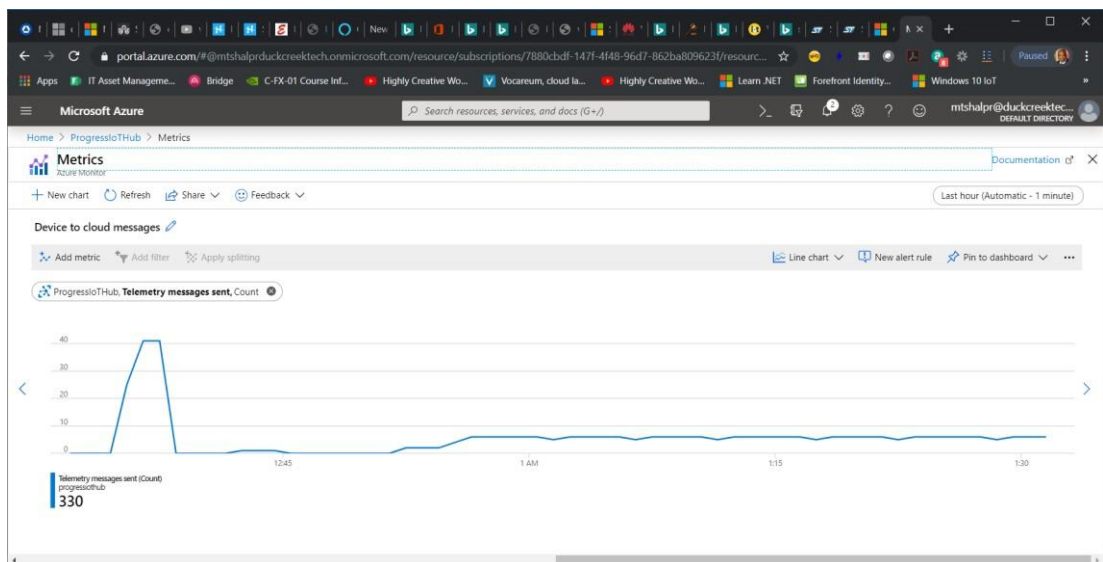 New
portal.azure.com/#@mtshalprduckcreektech.onmicrosoft.com/resource/subscriptions/7880cbdf-147f-4f48-96d7-862ba809623f/resourc...
Paused
Apps IT Asset Manageme... Bridge C-FX-01 Course Inf... Highly Creative Wo... Vocareum, cloud la... Highly Creative Wo... Learn .NET Forefront Identity... Windows 10 IoT »
Microsoft Azure Search resources, services, and docs (G+/) 2 mtshalpr@duckcreektec...
DEFAULT DIRECTORY
Home > ProgressIoTHub > Metrics
Metrics
Azure Monitor
Documentation
New chart Refresh Share Feedback Last hour (Automatic - 1 minute)
Device to cloud messages
Add metric Add filter Apply splitting Line chart New alert rule Pin to dashboard ...
ProgressIoTHub, Telemetry messages sent, Count
40
30
20
10
0
12:45 1 AM 1:15 1:30
Telemetry messages sent (Count)
progressiothub
330